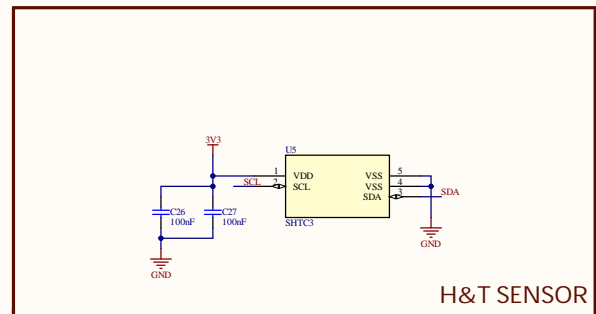 3V3
U5
1 VDD VSS 5
SCL 2 SCL VSS 4
SDA 3 SDA
C26 C27
100nF 100nF
SHTC3
GND
GND
H&T SENSOR